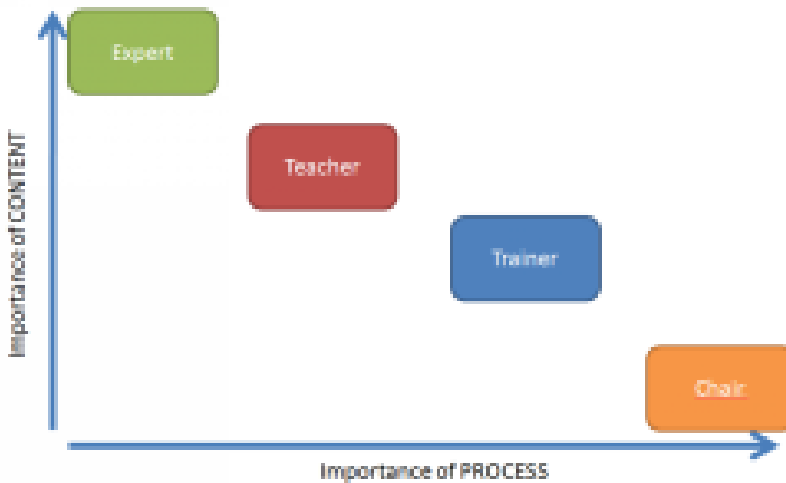 Expert
Teacher
Trainer
Chair
Importance of CONTENT
Importance of PROCESS